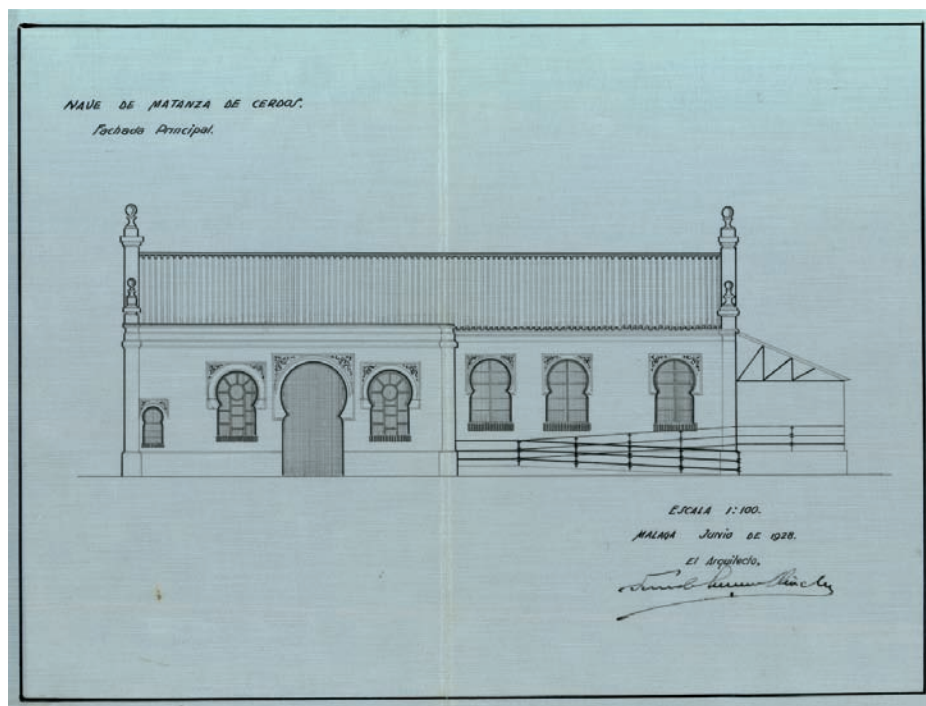 NAVE DE MATANZA DE CERDOS.
Fachada Principal.
ESCALA 1:100.
MALAGA Junio DE 1928.
El Arquitecto,